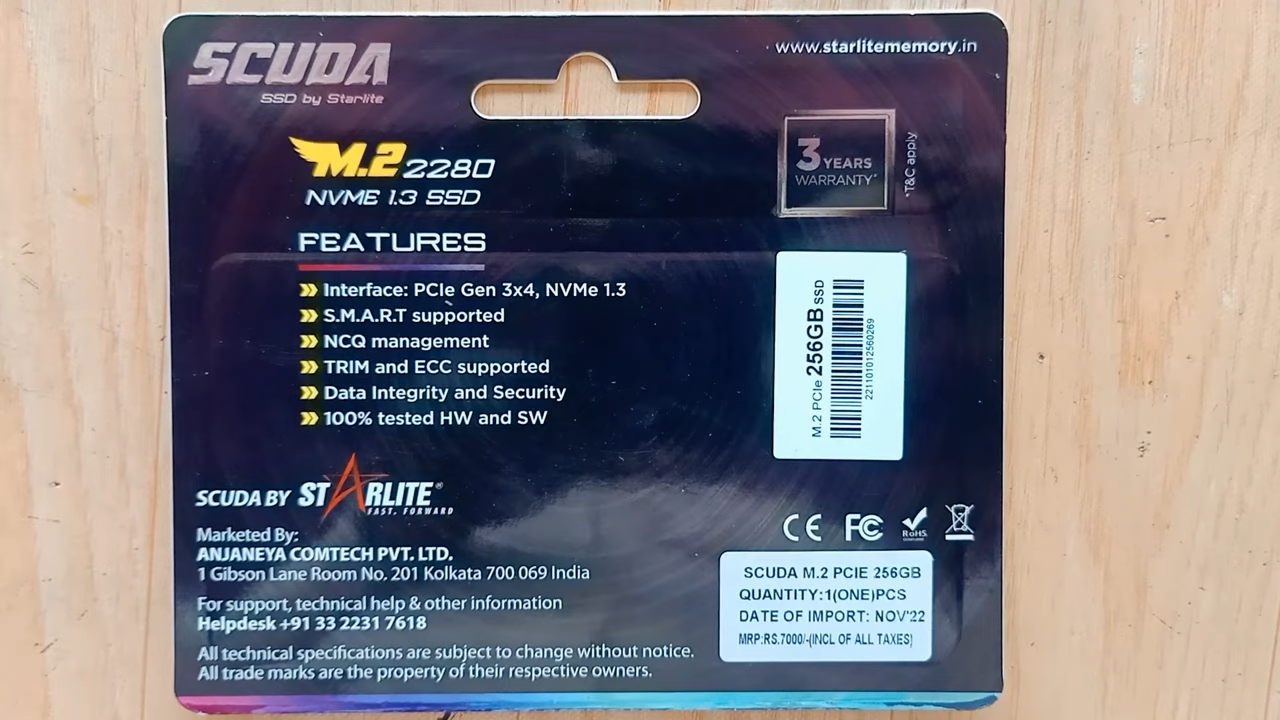 SCUDA
SSD by Starlite
www.starlitememory.in
M.2 2280
NVME 1.3 SSD
3 YEARS
WARRANTY*
*T&C apply
FEATURES
Interface: PCIe Gen 3x4, NVMe 1.3
S.M.A.R.T supported
NCQ management
TRIM and ECC supported
Data Integrity and Security
100% tested HW and SW
M.2 PCIe 256GB SSD
221101012560269
SCUDA BY STARLITE®
FAST. FORWARD
Marketed By:
ANJANEYA COMTECH PVT. LTD.
1 Gibson Lane Room No. 201 Kolkata 700 069 India
For support, technical help & other information
Helpdesk +91 33 2231 7618
All technical specifications are subject to change without notice.
All trade marks are the property of their respective owners.
CE FC RoHS
SCUDA M.2 PCIE 256GB
QUANTITY:1(ONE)PCS
DATE OF IMPORT: NOV'22
MRP:RS.7000/-(INCL OF ALL TAXES)